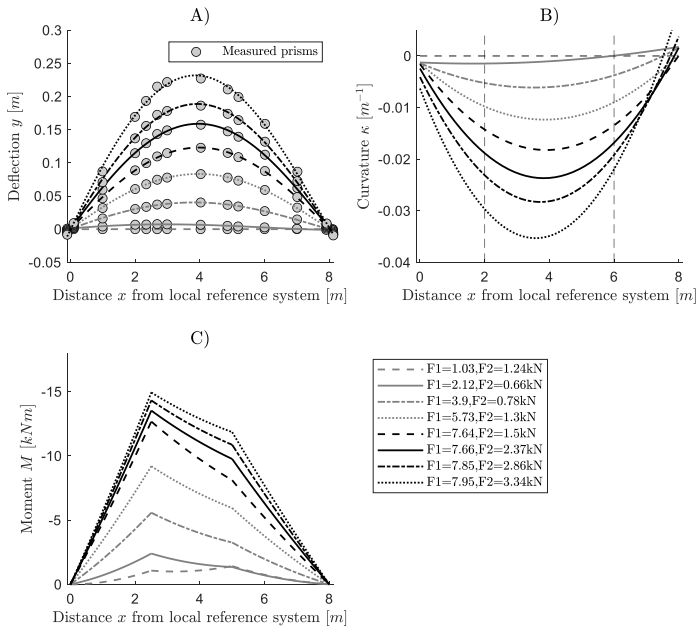 A)
0.3
0.25
0.2
0.15
0.1
0.05
0
-0.05
Deflection y [m]
Measured prisms
0 2 4 6 8
Distance x from local reference system [m]
B)
0
-0.01
-0.02
-0.03
-0.04
Curvature κ [m⁻¹]
0 2 4 6 8
Distance x from local reference system [m]
C)
-15
-10
-5
0
Moment M [kNm]
0 2 4 6 8
Distance x from local reference system [m]
F1=1.03,F2=1.24kN
F1=2.12,F2=0.66kN
F1=3.9,F2=0.78kN
F1=5.73,F2=1.3kN
F1=7.64,F2=1.5kN
F1=7.66,F2=2.37kN
F1=7.85,F2=2.86kN
F1=7.95,F2=3.34kN